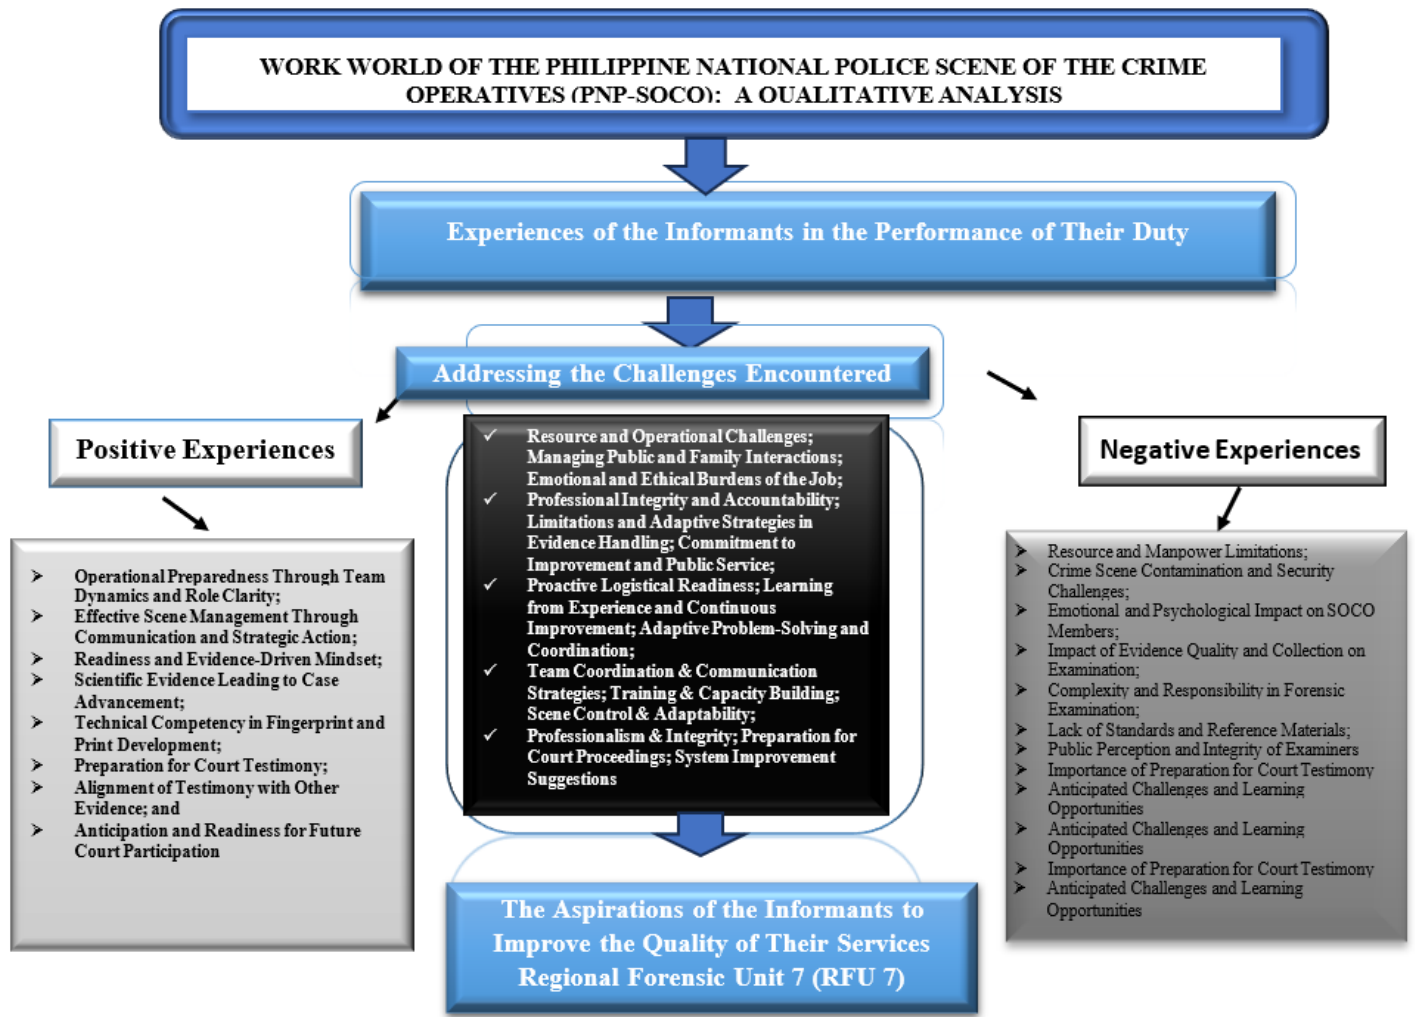 WORK WORLD OF THE PHILIPPINE NATIONAL POLICE SCENE OF THE CRIME
OPERATIVES (PNP-SOCO): A QUALITATIVE ANALYSIS
Experiences of the Informants in the Performance of Their Duty
Addressing the Challenges Encountered
Positive Experiences
➢ Operational Preparedness Through Team
Dynamics and Role Clarity;
➢ Effective Scene Management Through
Communication and Strategic Action;
➢ Readiness and Evidence-Driven Mindset;
➢ Scientific Evidence Leading to Case
Advancement;
➢ Technical Competency in Fingerprint and
Print Development;
➢ Preparation for Court Testimony;
➢ Alignment of Testimony with Other
Evidence; and
➢ Anticipation and Readiness for Future
Court Participation
✓ Resource and Operational Challenges;
Managing Public and Family Interactions;
Emotional and Ethical Burdens of the Job;
✓ Professional Integrity and Accountability;
Limitations and Adaptive Strategies in
Evidence Handling; Commitment to
Improvement and Public Service;
✓ Proactive Logistical Readiness; Learning
from Experience and Continuous
Improvement; Adaptive Problem-Solving and
Coordination;
✓ Team Coordination & Communication
Strategies; Training & Capacity Building;
Scene Control & Adaptability;
✓ Professionalism & Integrity; Preparation for
Court Proceedings; System Improvement
Suggestions
Negative Experiences
➢ Resource and Manpower Limitations;
➢ Crime Scene Contamination and Security
Challenges;
➢ Emotional and Psychological Impact on SOCO
Members;
➢ Impact of Evidence Quality and Collection on
Examination;
➢ Complexity and Responsibility in Forensic
Examination;
➢ Lack of Standards and Reference Materials;
➢ Public Perception and Integrity of Examiners
➢ Importance of Preparation for Court Testimony
➢ Anticipated Challenges and Learning
Opportunities
➢ Anticipated Challenges and Learning
Opportunities
➢ Importance of Preparation for Court Testimony
➢ Anticipated Challenges and Learning
Opportunities
The Aspirations of the Informants to
Improve the Quality of Their Services
Regional Forensic Unit 7 (RFU 7)